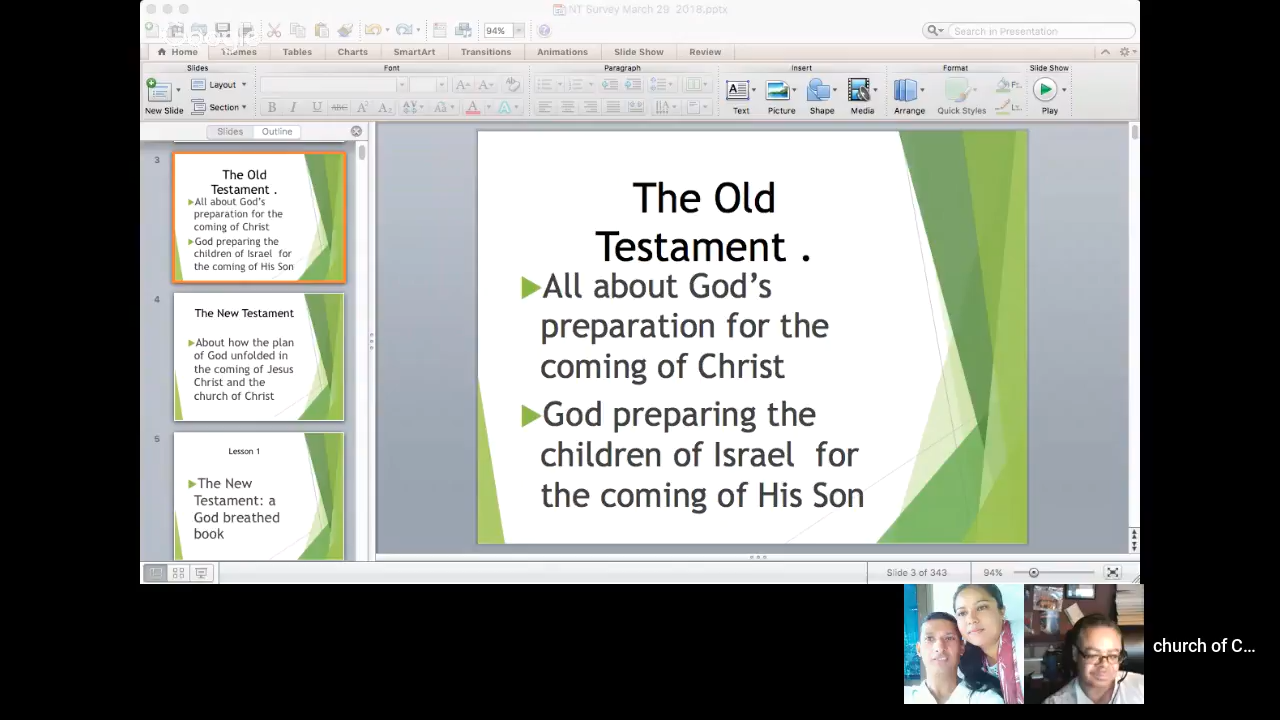 NT Survey March 29 2018.pptx
94%
Search in Presentation
Home Themes Tables Charts SmartArt Transitions Animations Slide Show Review
Slides Font Paragraph Insert Format Slide Show
Layout
Section
New Slide
B I U ABC A A
Text Picture Shape Media Arrange Quick Styles Play
Slides Outline
3
The Old
Testament .
All about God's
preparation for the
coming of Christ
God preparing the
children of Israel for
the coming of His Son
4
The New Testament
About how the plan
of God unfolded in
the coming of Jesus
Christ and the
church of Christ
5
Lesson 1
The New
Testament: a
God breathed
book
The Old
Testament .
All about God's
preparation for the
coming of Christ
God preparing the
children of Israel for
the coming of His Son
Slide 3 of 343
94%
church of C...